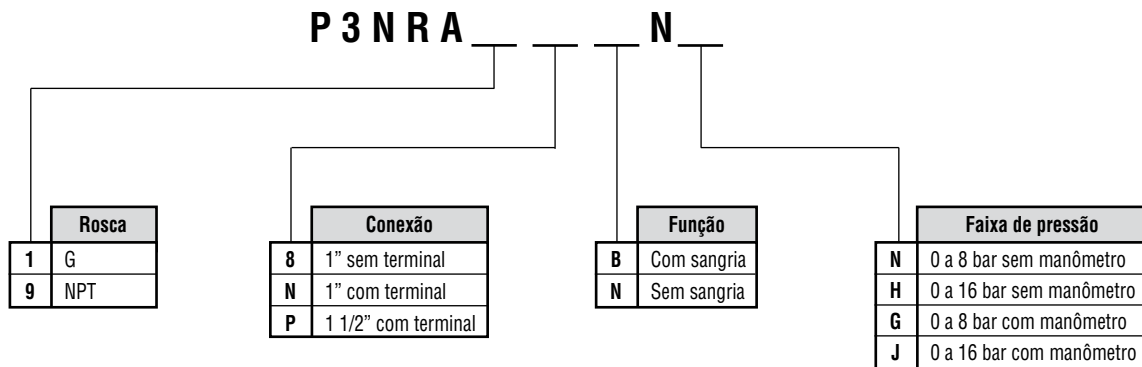 P 3 N R A __ __ __ N __
Rosca
1 G
9 NPT
Conexão
8 1” sem terminal
N 1” com terminal
P 1 1/2” com terminal
Função
B Com sangria
N Sem sangria
Faixa de pressão
N 0 a 8 bar sem manômetro
H 0 a 16 bar sem manômetro
G 0 a 8 bar com manômetro
J 0 a 16 bar com manômetro